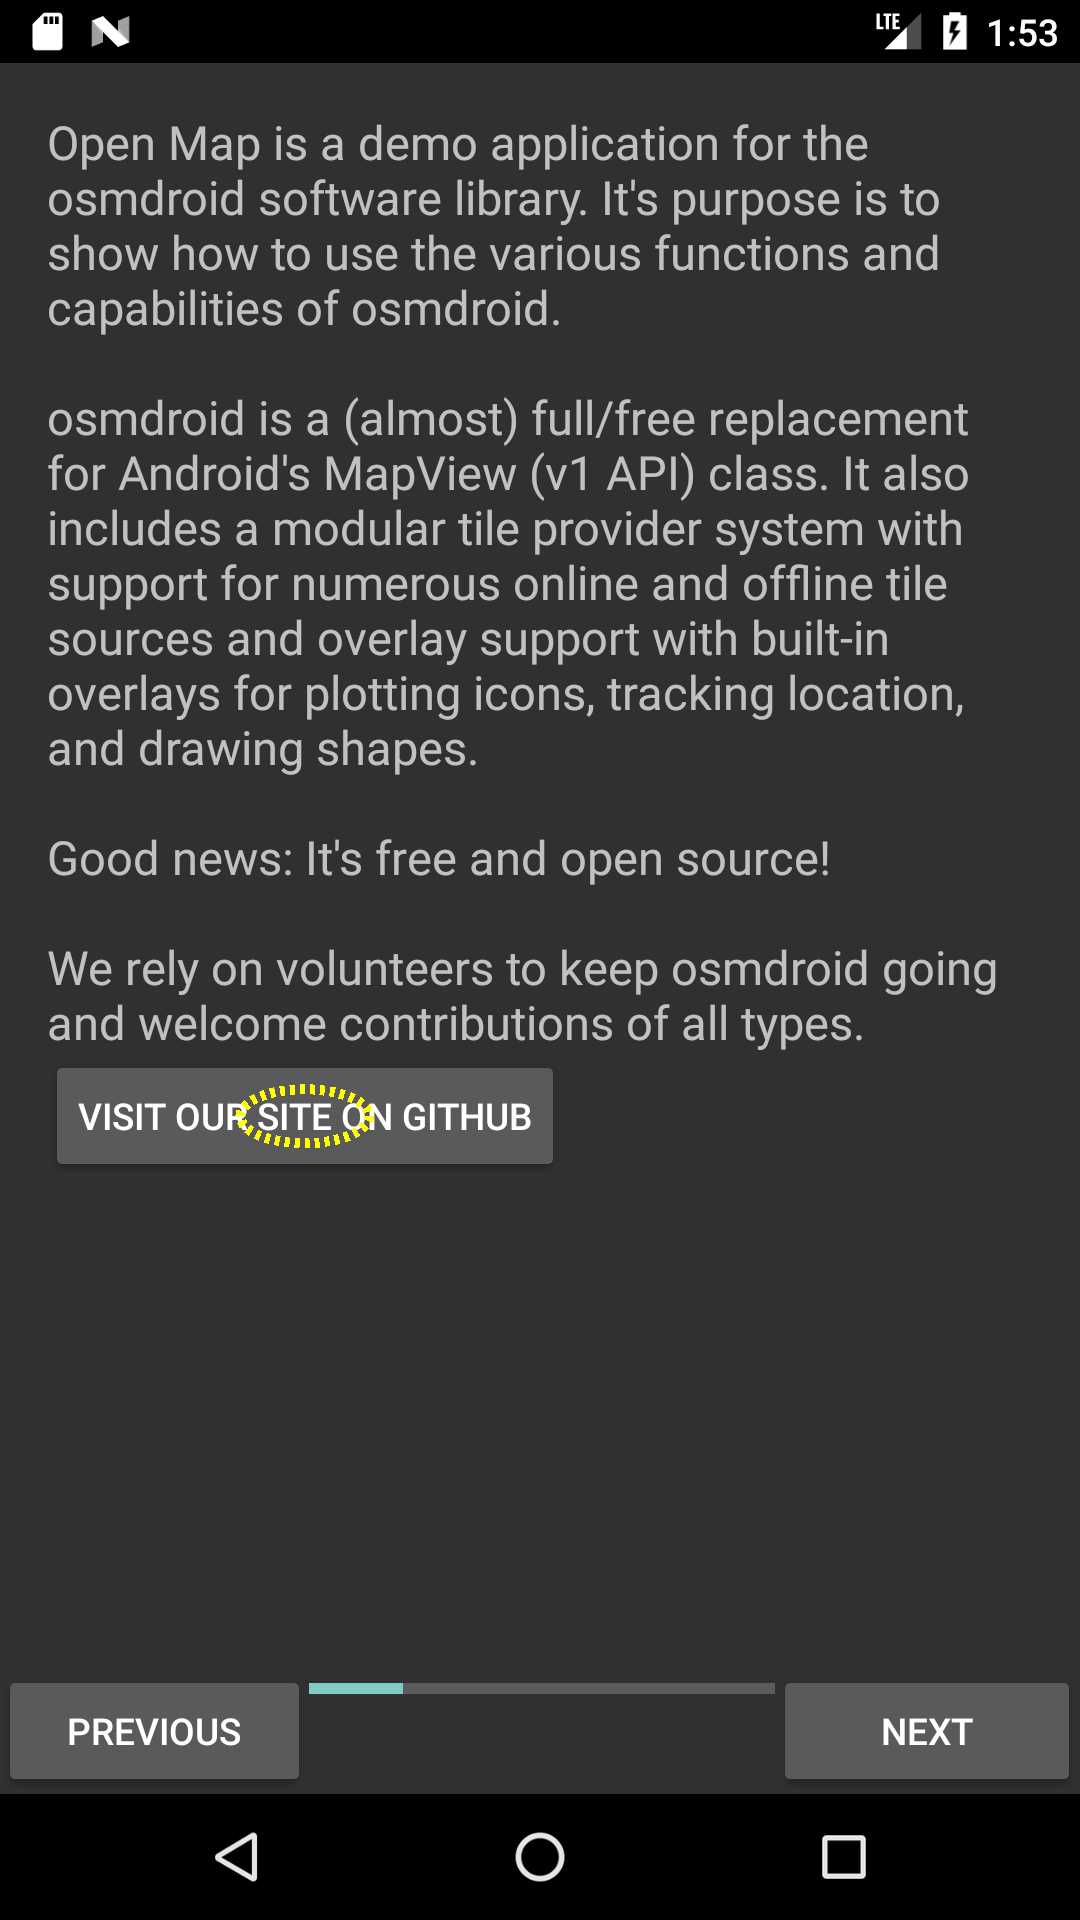 LTE 1:53
Open Map is a demo application for the
osmdroid software library. It's purpose is to
show how to use the various functions and
capabilities of osmdroid.
osmdroid is a (almost) full/free replacement
for Android's MapView (v1 API) class. It also
includes a modular tile provider system with
support for numerous online and offline tile
sources and overlay support with built-in
overlays for plotting icons, tracking location,
and drawing shapes.
Good news: It's free and open source!
We rely on volunteers to keep osmdroid going
and welcome contributions of all types.
VISIT OUR SITE ON GITHUB
PREVIOUS
NEXT